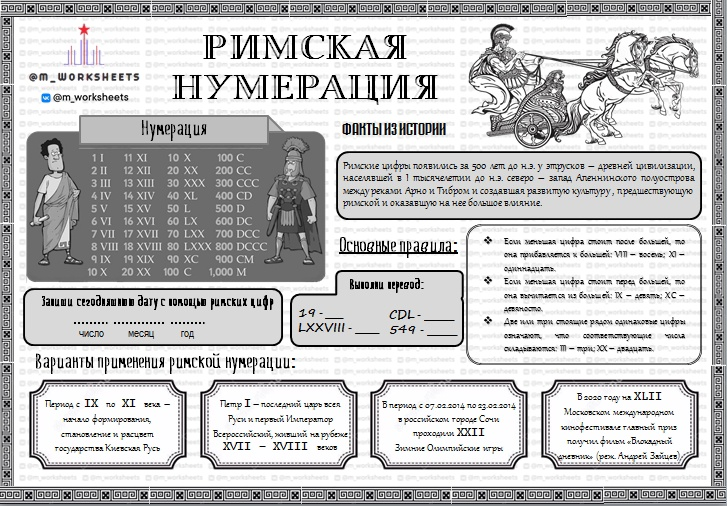 РИМСКАЯ
НУМЕРАЦИЯ
@M_WORKSHEETS
@m_worksheets
Нумерация
1 I 11 XI 10 X 100 C
2 II 12 XII 20 XX 200 CC
3 III 13 XIII 30 XXX 300 CCC
4 IV 14 XIV 40 XL 400 CD
5 V 15 XV 50 L 500 D
6 VI 16 XVI 60 LX 600 DC
7 VII 17 XVII 70 LXX 700 DCC
8 VIII 18 XVIII 80 LXXX 800 DCCC
9 IX 19 XIX 90 XC 900 CM
10 X 20 XX 100 C 1,000 M
ФАКТЫ ИЗ ИСТОРИИ
Римские цифры появились за 500 лет до н.э. у этрусков – древней цивилизации,
населявшей в 1 тысячелетии до н.э. северо – запад Апеннинского полуострова
между реками Арно и Тибром и создавшая развитую культуру, предшествующую
римской и оказавшую на нее большое влияние.
Основные правила:
Если меньшая цифра стоит после большей, то
она прибавляется к большей: VIII – восемь; XI –
одиннадцать.
Если меньшая цифра стоит перед большей, то
она вычитается из большей: IX – девять; XC –
девяносто.
Две или три стоящие рядом одинаковые цифры
означают, что соответствующие числа
складываются: III – три; XX – двадцать.
Запиши сегодняшнюю дату с помощью римских цифр
.......... .............. ..........
число месяц год
Выполни перевод:
19 - ___ CDL - _____
LXXVIII - ____ 549 - _____
Варианты применения римской нумерации:
Период с IX по XI века –
начало формирования,
становление и расцвет
государства Киевская Русь
Петр I – последний царь всея
Руси и первый Император
Всероссийский, живший на рубеже
XVII – XVIII веков
В период с 07.02.2014 по 23.02.2014
в российском городе Сочи
проходили XXII
Зимние Олимпийские игры
В 2020 году на XLII
Московском международном
кинофестивале главный приз
получил фильм «Блокадный
дневник» (реж. Андрей Зайцев)